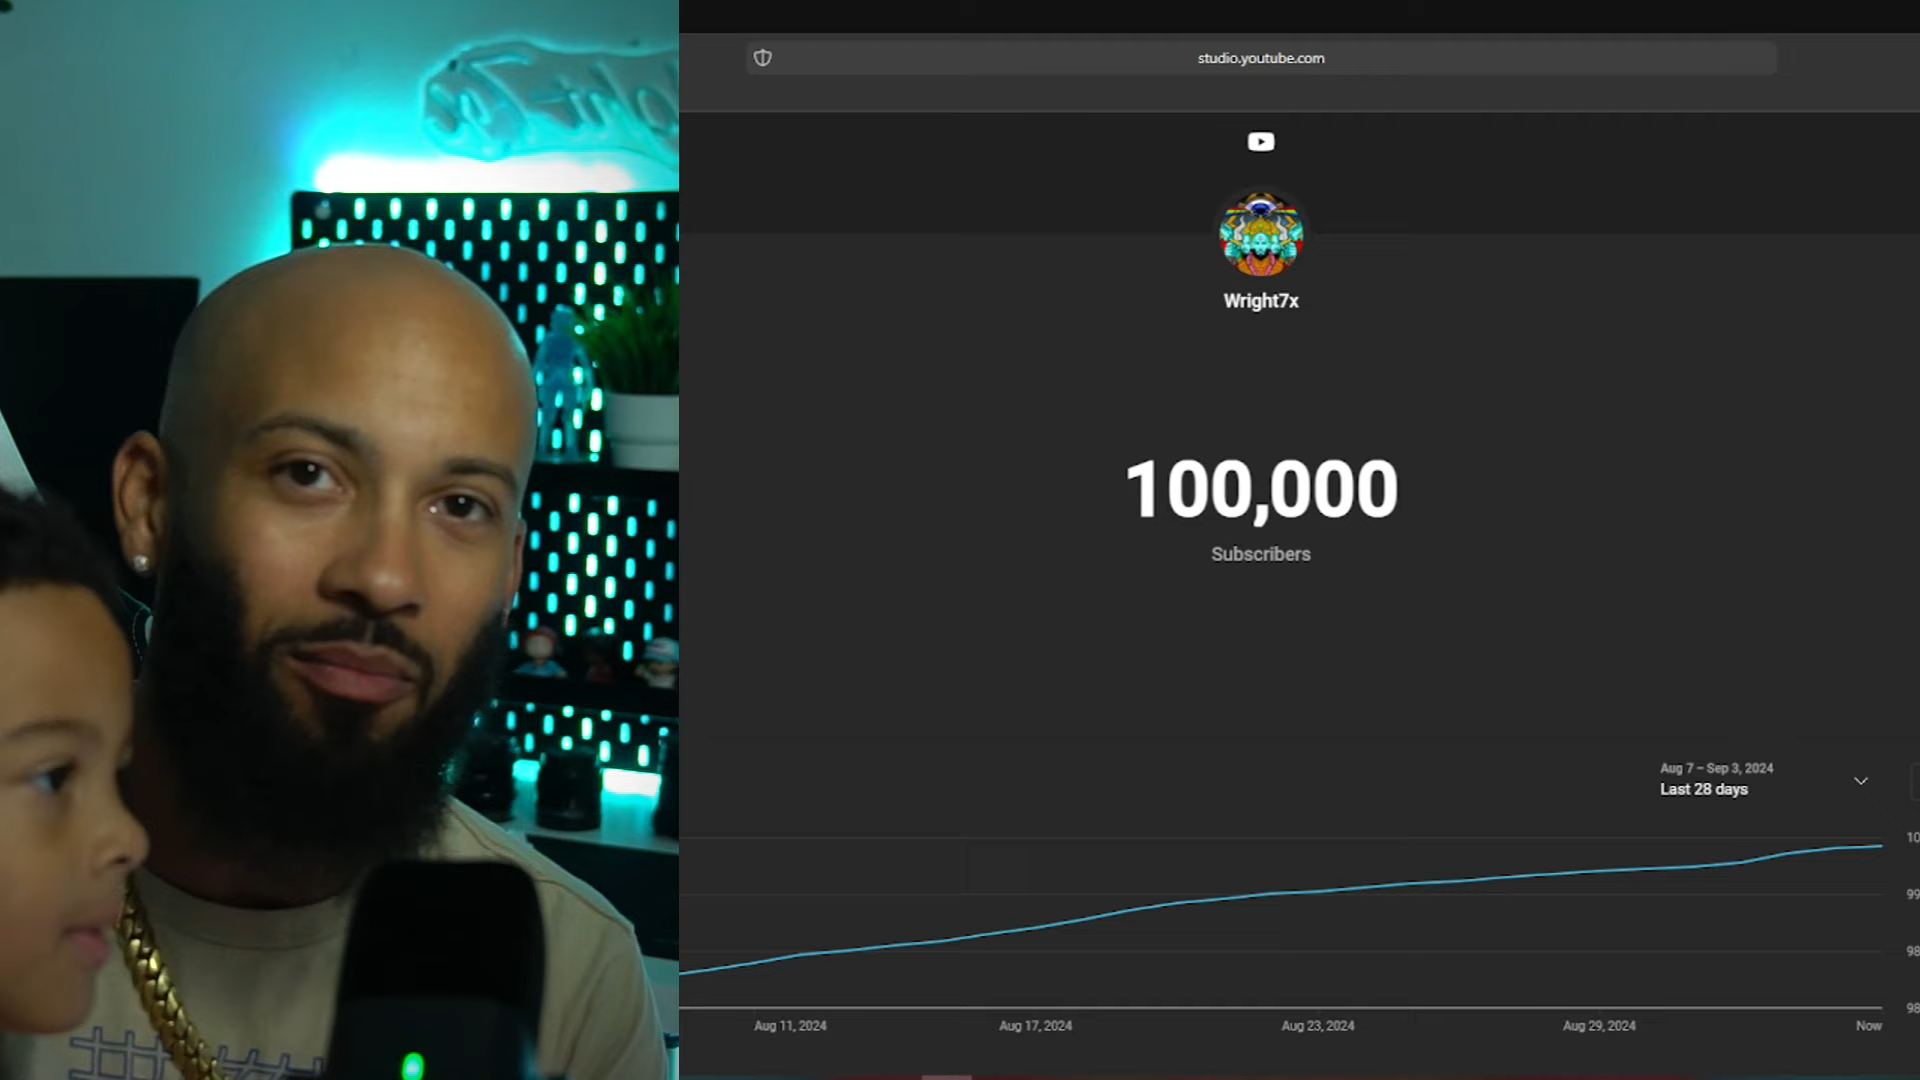 studio.youtube.com
Wright7x
100,000
Subscribers
Aug 7 – Sep 3, 2024
Last 28 days
Aug 11, 2024
Aug 17, 2024
Aug 23, 2024
Aug 29, 2024
Now